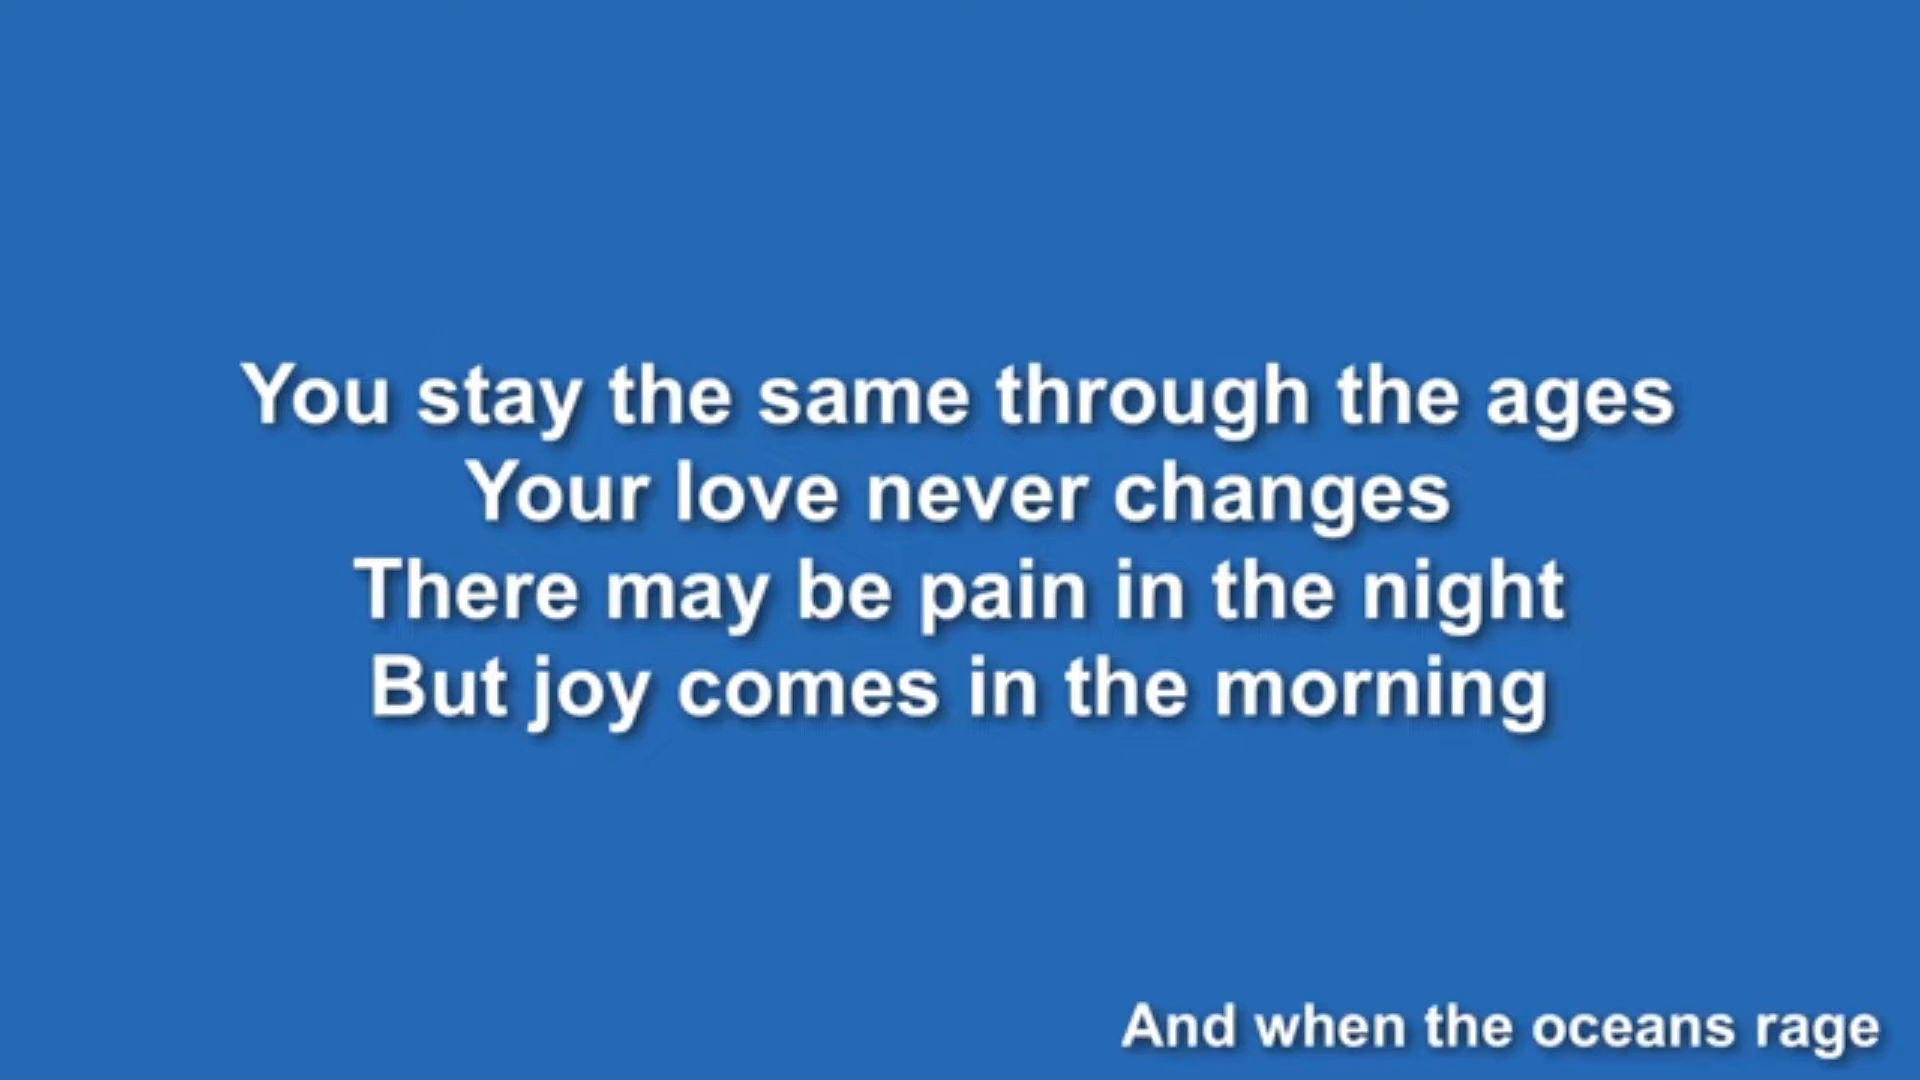 You stay the same through the ages
Your love never changes
There may be pain in the night
But joy comes in the morning
And when the oceans rage